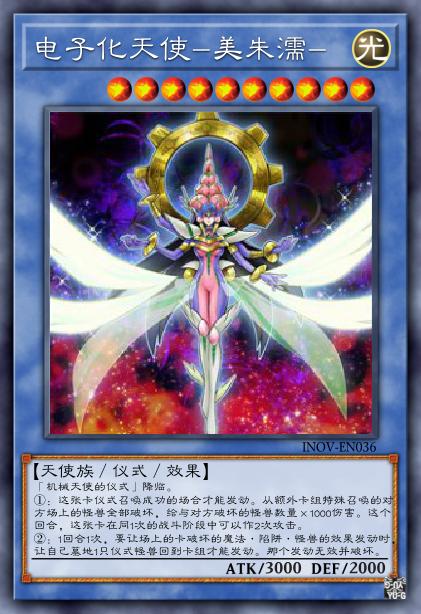 电子化天使-美朱濡-
光
INOV-EN036
【天使族／仪式／效果】
「机械天使的仪式」降临。
①：这张卡仪式召唤成功的场合才能发动。从额外卡组特殊召唤的对
方场上的怪兽全部破坏，给与对方破坏的怪兽数量×1000伤害。这个
回合，这张卡在同1次的战斗阶段中可以作2次攻击。
②：1回合1次，要让场上的卡破坏的魔法·陷阱·怪兽的效果发动时，
让自己墓地1只仪式怪兽回到卡组才能发动。那个发动无效并破坏。
ATK/3000 DEF/2000